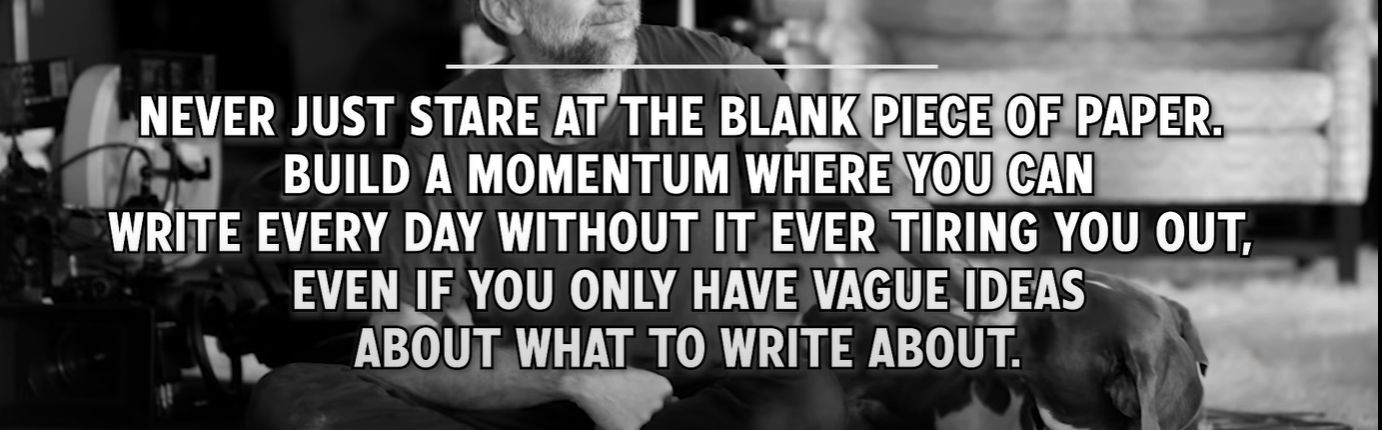 NEVER JUST STARE AT THE BLANK PIECE OF PAPER.
BUILD A MOMENTUM WHERE YOU CAN
WRITE EVERY DAY WITHOUT IT EVER TIRING YOU OUT,
EVEN IF YOU ONLY HAVE VAGUE IDEAS
ABOUT WHAT TO WRITE ABOUT.